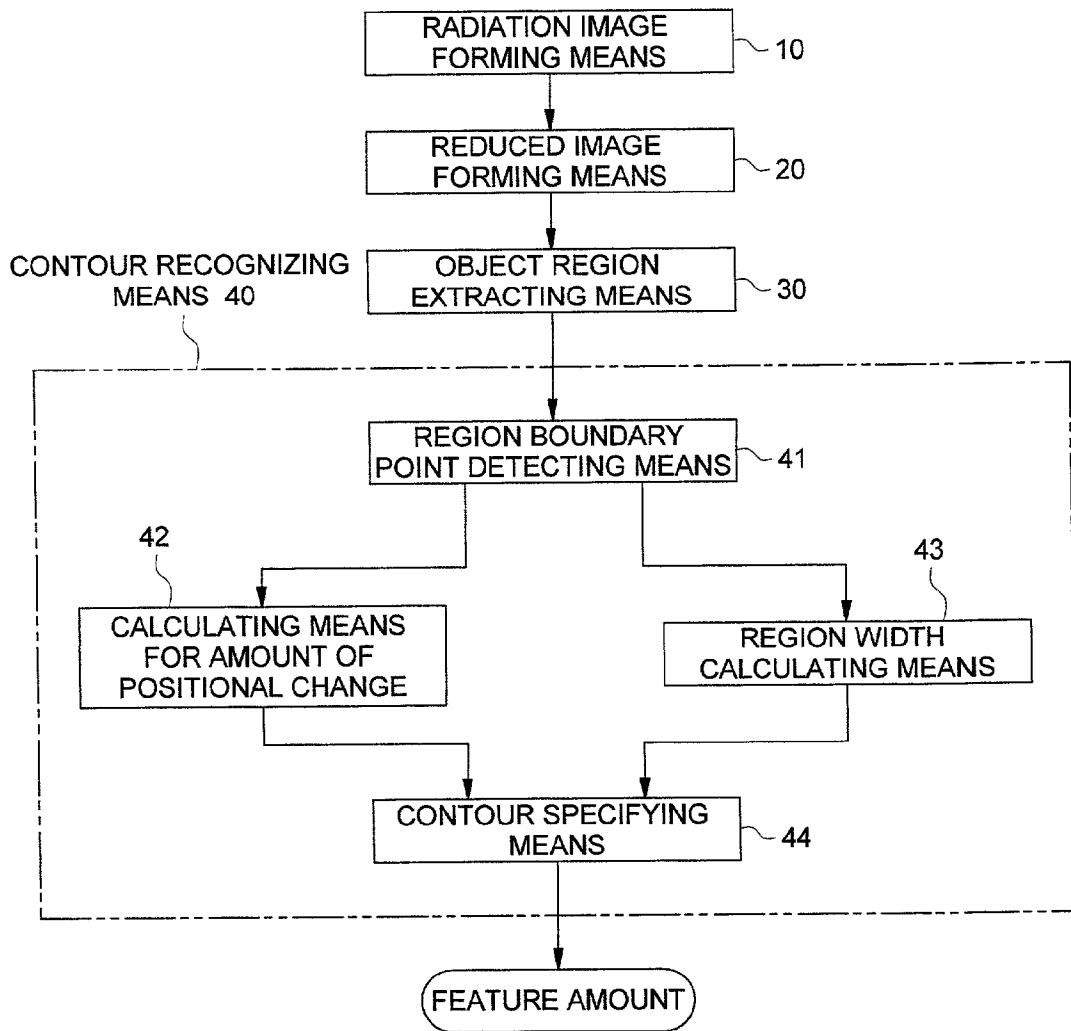 RADIATION IMAGE
FORMING MEANS
10
REDUCED IMAGE
FORMING MEANS
20
CONTOUR RECOGNIZING
MEANS 40
OBJECT REGION
EXTRACTING MEANS
30
REGION BOUNDARY
POINT DETECTING MEANS
41
42
CALCULATING MEANS
FOR AMOUNT OF
POSITIONAL CHANGE
43
REGION WIDTH
CALCULATING MEANS
CONTOUR SPECIFYING
MEANS
44
FEATURE AMOUNT